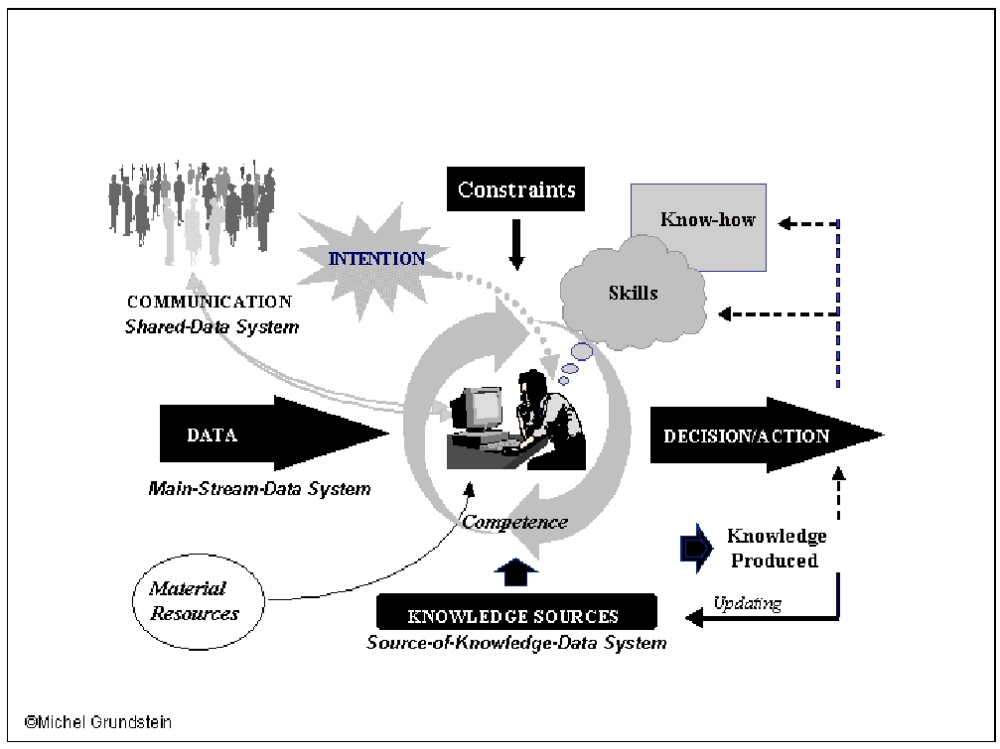 Constraints
Know-how
INTENTION
Skills
COMMUNICATION
Shared-Data System
DATA
DECISION/ACTION
Main-Stream-Data System
Competence
Knowledge
Produced
Material
Resources
Updating
KNOWLEDGE SOURCES
Source-of-Knowledge-Data System
©Michel Grundstein